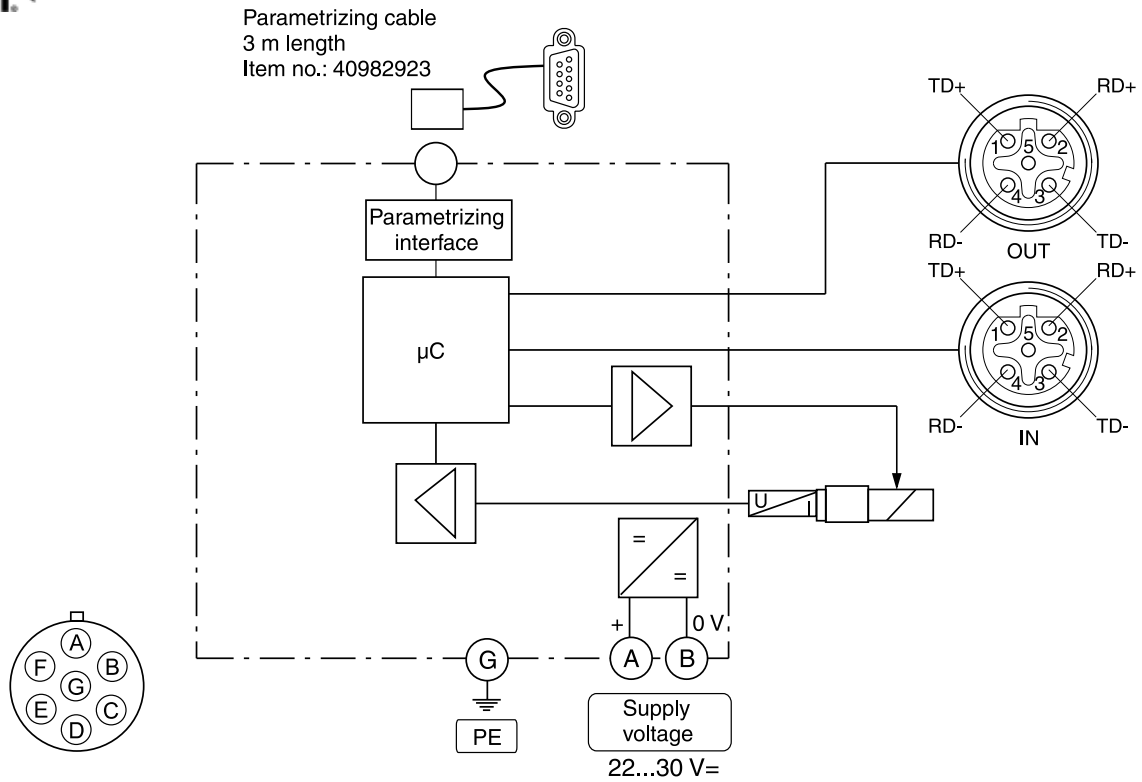 Parametrizing cable
3 m length
Item no.: 40982923
TD+
RD+
1
5
2
4
3
RD-
TD-
OUT
Parametrizing
interface
TD+
RD+
µC
1
5
2
4
3
RD-
TD-
IN
U
I
=
=
+
0 V
A
F
B
G
E
C
D
G
A
B
PE
Supply
voltage
22...30 V=